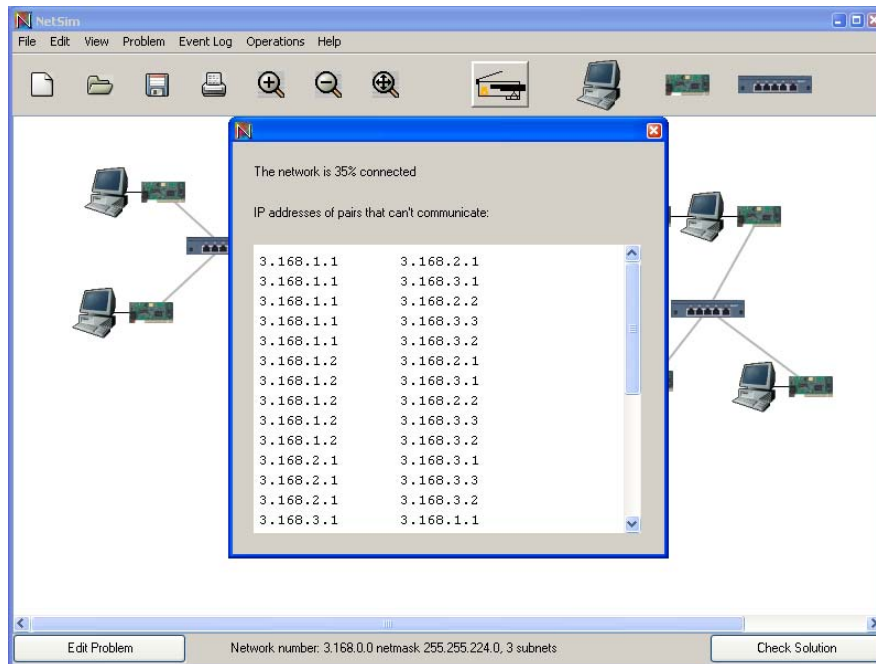 NetSim
File Edit View Problem Event Log Operations Help
The network is 35% connected
IP addresses of pairs that can't communicate:
3.168.1.1 3.168.2.1
3.168.1.1 3.168.3.1
3.168.1.1 3.168.2.2
3.168.1.1 3.168.3.3
3.168.1.1 3.168.3.2
3.168.1.2 3.168.2.1
3.168.1.2 3.168.3.1
3.168.1.2 3.168.2.2
3.168.1.2 3.168.3.3
3.168.1.2 3.168.3.2
3.168.2.1 3.168.3.1
3.168.2.1 3.168.3.3
3.168.2.1 3.168.3.2
3.168.3.1 3.168.1.1
Edit Problem Network number: 3.168.0.0 netmask 255.255.224.0, 3 subnets Check Solution